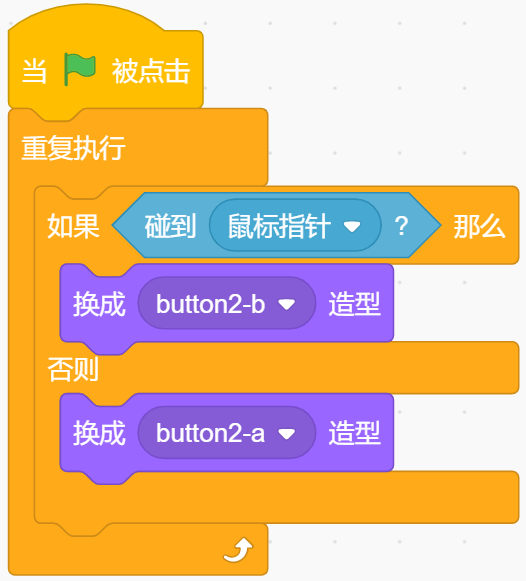 当 被点击
重复执行
如果 碰到 鼠标指针 ? 那么
换成 button2-b 造型
否则
换成 button2-a 造型